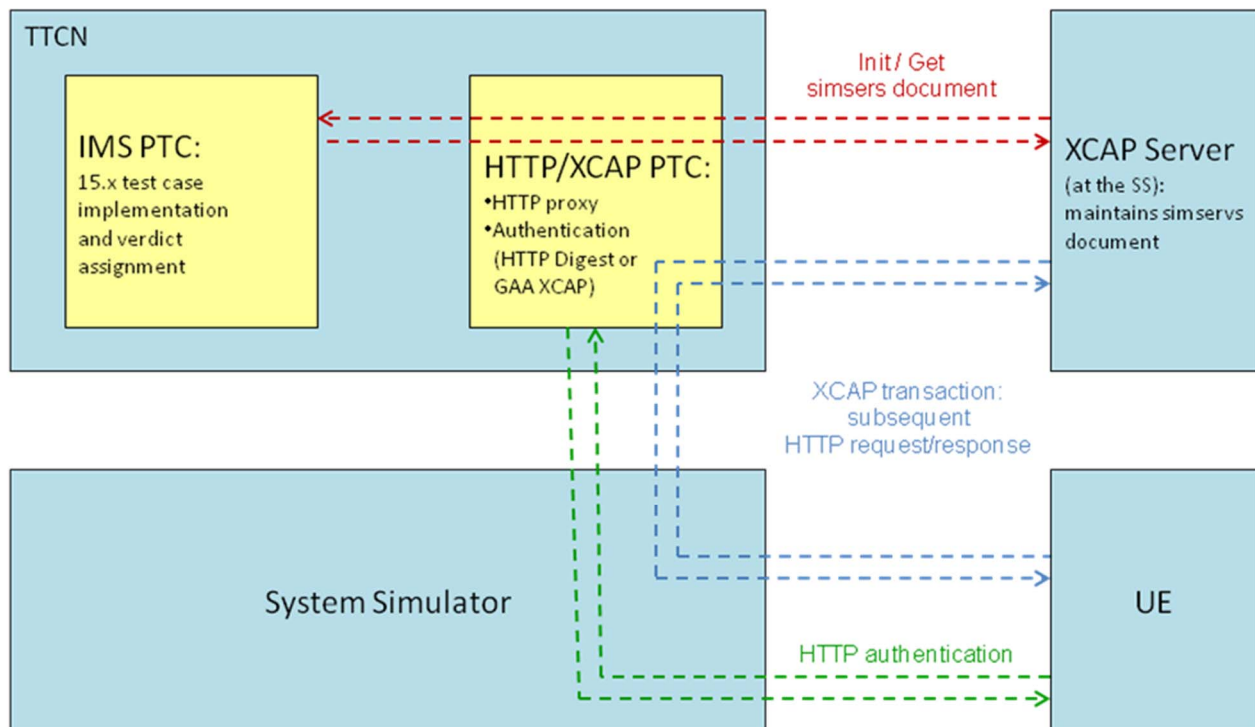 TTCN
IMS PTC:
15.x test case
implementation
and verdict
assignment
HTTP/XCAP PTC:
•HTTP proxy
•Authentication
(HTTP Digest or
GAA XCAP)
Init / Get
simsers document
XCAP Server
(at the SS):
maintains simservs
document
XCAP transaction:
subsequent
HTTP request/response
System Simulator
UE
HTTP authentication